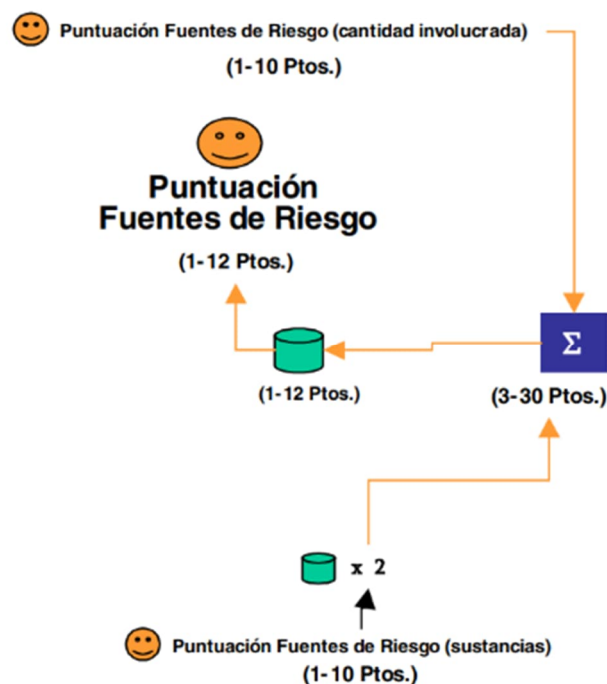 Puntuación Fuentes de Riesgo (cantidad involucrada)
(1-10 Ptos.)
Puntuación
Fuentes de Riesgo
(1-12 Ptos.)
Σ
(1-12 Ptos.)
(3-30 Ptos.)
x 2
Puntuación Fuentes de Riesgo (sustancias)
(1-10 Ptos.)